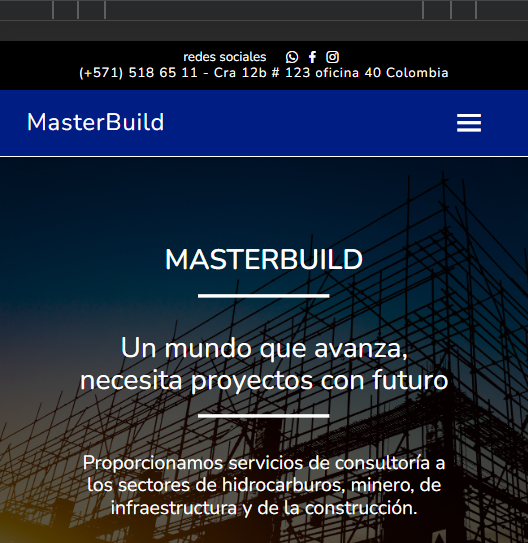 redes sociales
(+571) 518 65 11 - Cra 12b # 123 oficina 40 Colombia
MasterBuild
MASTERBUILD
Un mundo que avanza,
necesita proyectos con futuro
Proporcionamos servicios de consultoría a
los sectores de hidrocarburos, minero, de
infraestructura y de la construcción.